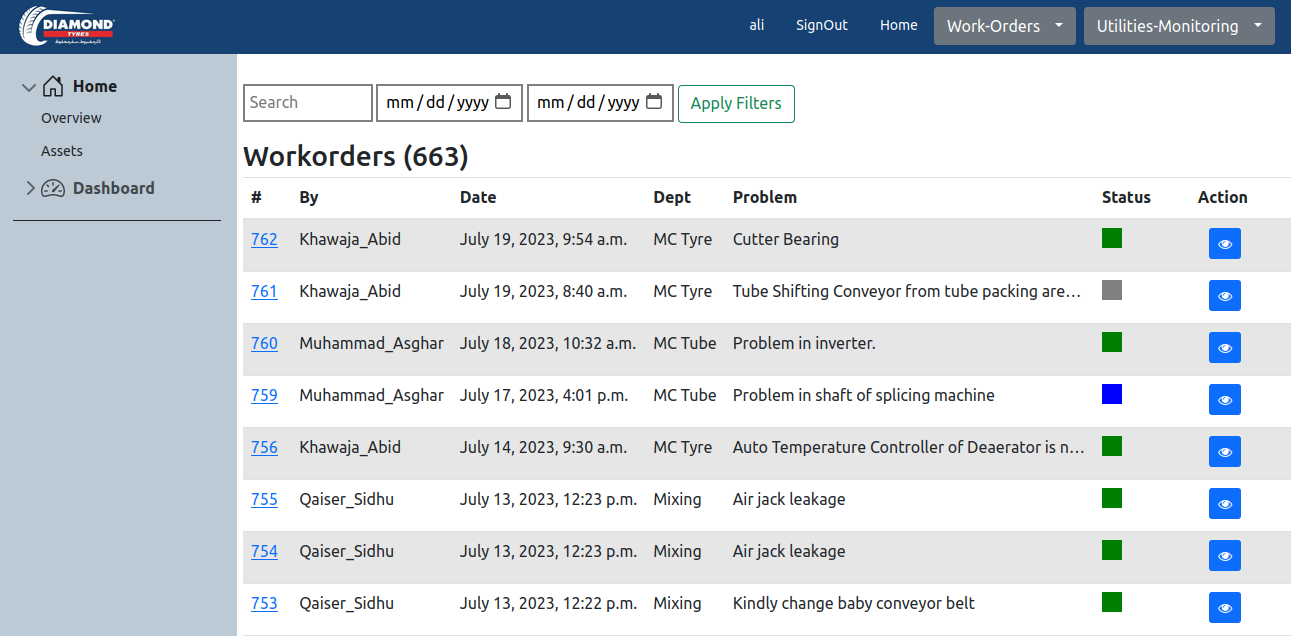 DIAMOND
TYRES
ali SignOut Home Work-Orders Utilities-Monitoring
Home
Overview
Assets
Dashboard
Search mm/dd/yyyy mm/dd/yyyy Apply Filters
Workorders (663)
# By Date Dept Problem Status Action
762 Khawaja_Abid July 19, 2023, 9:54 a.m. MC Tyre Cutter Bearing
761 Khawaja_Abid July 19, 2023, 8:40 a.m. MC Tyre Tube Shifting Conveyor from tube packing are…
760 Muhammad_Asghar July 18, 2023, 10:32 a.m. MC Tube Problem in inverter.
759 Muhammad_Asghar July 17, 2023, 4:01 p.m. MC Tube Problem in shaft of splicing machine
756 Khawaja_Abid July 14, 2023, 9:30 a.m. MC Tyre Auto Temperature Controller of Deaerator is n…
755 Qaiser_Sidhu July 13, 2023, 12:23 p.m. Mixing Air jack leakage
754 Qaiser_Sidhu July 13, 2023, 12:23 p.m. Mixing Air jack leakage
753 Qaiser_Sidhu July 13, 2023, 12:22 p.m. Mixing Kindly change baby conveyor belt